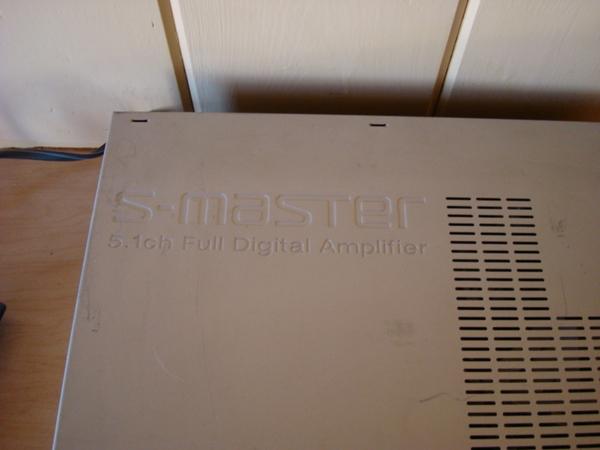 S-master
5.1ch Full Digital Amplifier